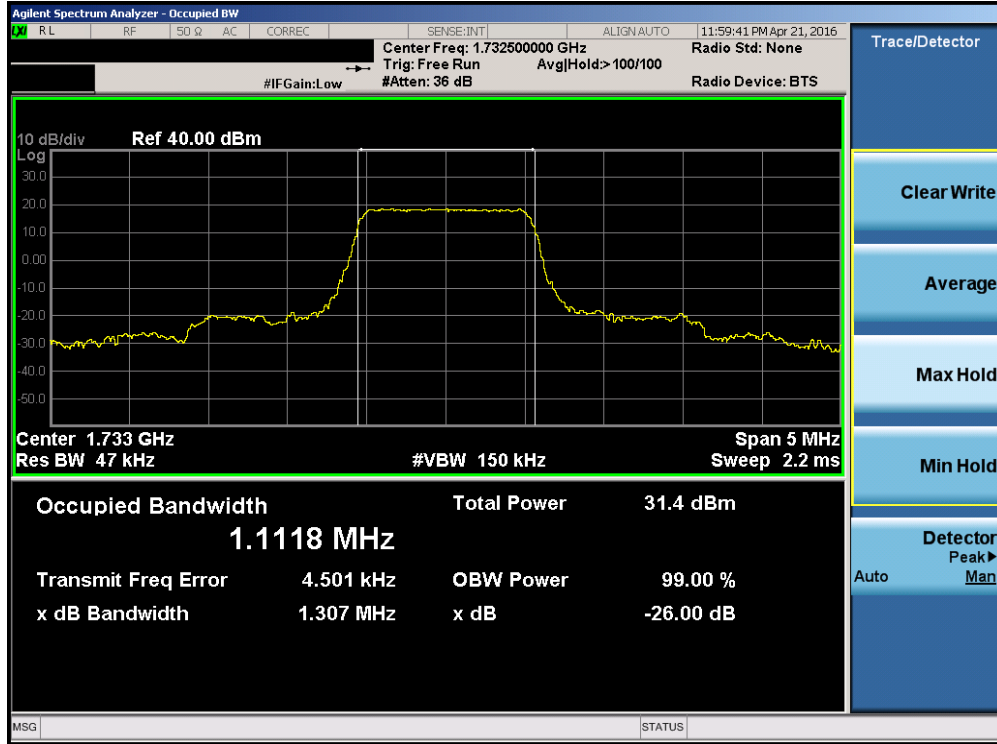 Agilent Spectrum Analyzer - Occupied BW
LXI RL RF 50 Ω AC CORREC SENSE:INT ALIGN AUTO 11:59:41 PM Apr 21, 2016
Center Freq: 1.732500000 GHz Radio Std: None
Trig: Free Run Avg|Hold:> 100/100
#IFGain:Low #Atten: 36 dB Radio Device: BTS
10 dB/div Ref 40.00 dBm
Log
30.0
20.0
10.0
0.00
-10.0
-20.0
-30.0
-40.0
-50.0
Center 1.733 GHz Span 5 MHz
Res BW 47 kHz #VBW 150 kHz Sweep 2.2 ms
Occupied Bandwidth Total Power 31.4 dBm
1.1118 MHz
Transmit Freq Error 4.501 kHz OBW Power 99.00 %
x dB Bandwidth 1.307 MHz x dB -26.00 dB
MSG STATUS
Trace/Detector
Clear Write
Average
Max Hold
Min Hold
Detector
Peak▶
Auto Man